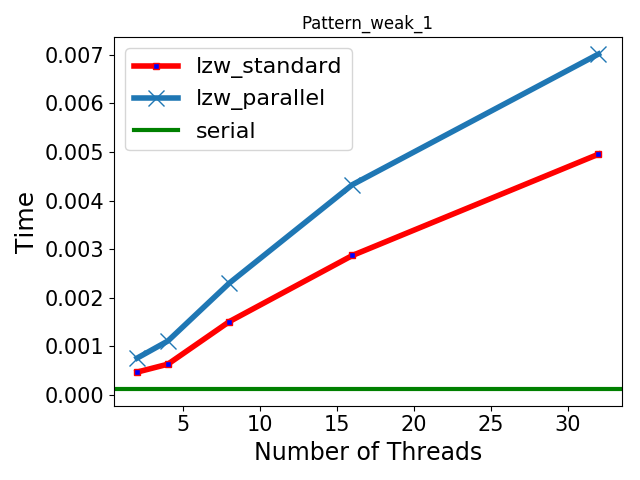 Pattern_weak_1
lzw_standard
lzw_parallel
serial
Time
0.007
0.006
0.005
0.004
0.003
0.002
0.001
0.000
5 10 15 20 25 30
Number of Threads